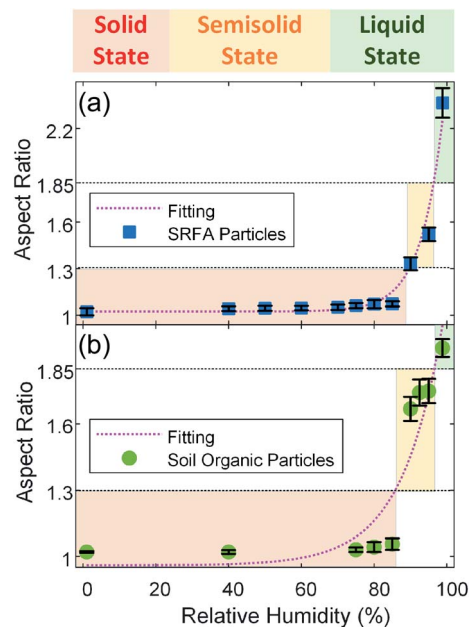 Solid State
Semisolid State
Liquid State
(a)
Aspect Ratio
2.2
1.85
1.6
1.3
1
Fitting
SRFA Particles
(b)
Aspect Ratio
1.85
1.6
1.3
1
Fitting
Soil Organic Particles
0 20 40 60 80 100
Relative Humidity (%)